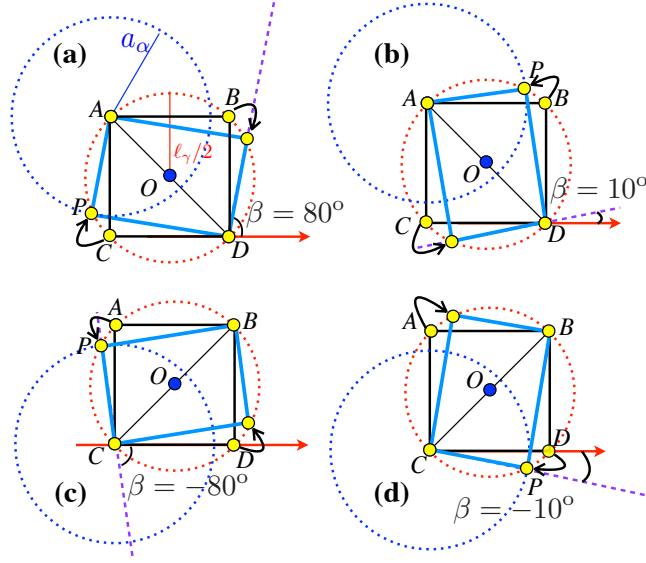 (a)
a_α
A
B
ℓ_γ/2
O
P
C
D
β = 80°
(b)
P
A
B
O
β = 10°
C
D
A
B
P
O
C
D
(c)
β = −80°
A
B
O
C
D
P
(d)
β = −10°